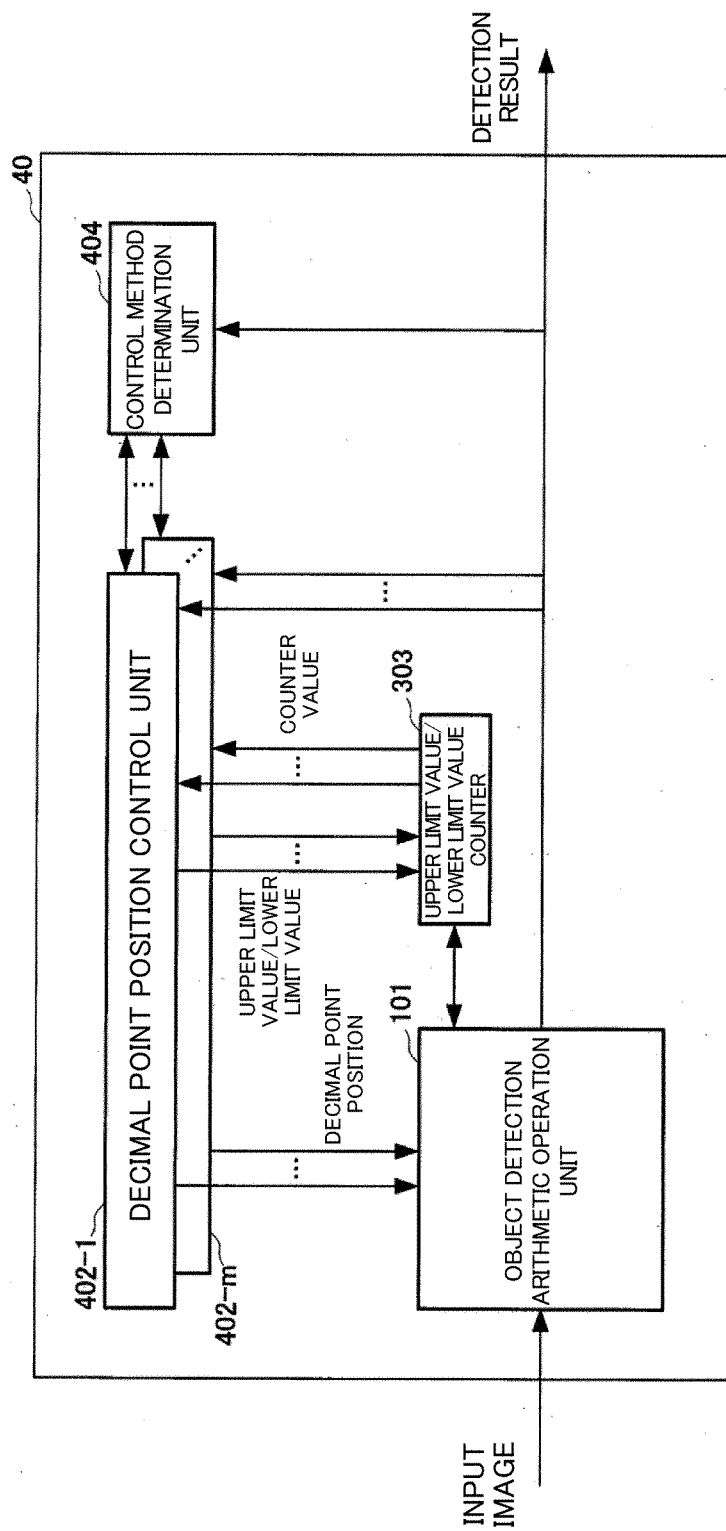 40
404
CONTROL METHOD
DETERMINATION
UNIT
402-1
DECIMAL POINT POSITION CONTROL UNIT
402-m
COUNTER
VALUE
UPPER LIMIT
VALUE/LOWER
LIMIT VALUE
DECIMAL POINT
POSITION
303
UPPER LIMIT VALUE/
LOWER LIMIT VALUE
COUNTER
101
OBJECT DETECTION
ARITHMETIC OPERATION
UNIT
INPUT
IMAGE
DETECTION
RESULT